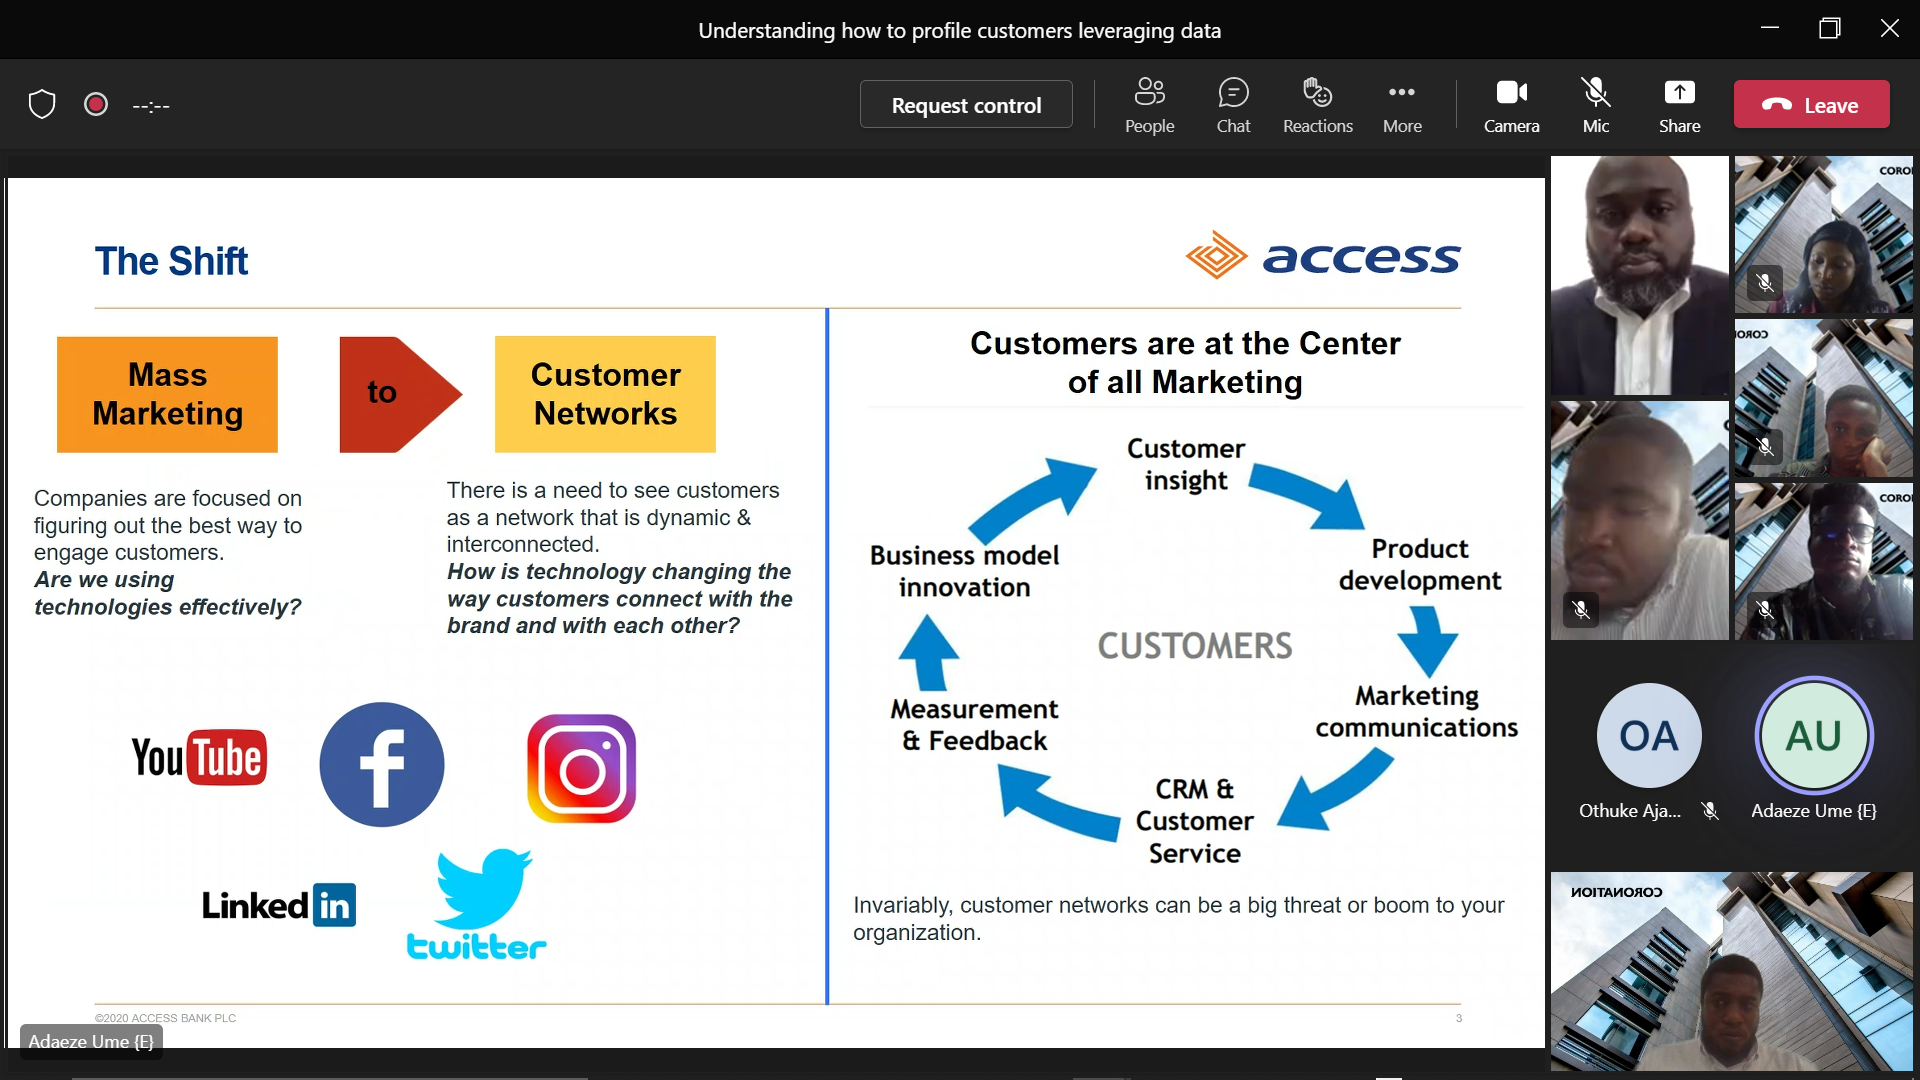 Understanding how to profile customers leveraging data
--:--
Request control
People
Chat
Reactions
More
Camera
Mic
Share
Leave
The Shift
access
Mass
Marketing
to
Customer
Networks
Companies are focused on
figuring out the best way to
engage customers.
Are we using
technologies effectively?
There is a need to see customers
as a network that is dynamic &
interconnected.
How is technology changing the
way customers connect with the
brand and with each other?
YouTube
f
Linked in
twitter
Customers are at the Center
of all Marketing
Customer
insight
Product
development
Marketing
communications
CRM &
Customer
Service
Measurement
& Feedback
Business model
innovation
CUSTOMERS
Invariably, customer networks can be a big threat or boom to your
organization.
©2020 ACCESS BANK PLC
3
Adaeze Ume {E}
CORO
CORO
CORO
OA
Othuke Aja...
AU
Adaeze Ume {E}
CORONATION